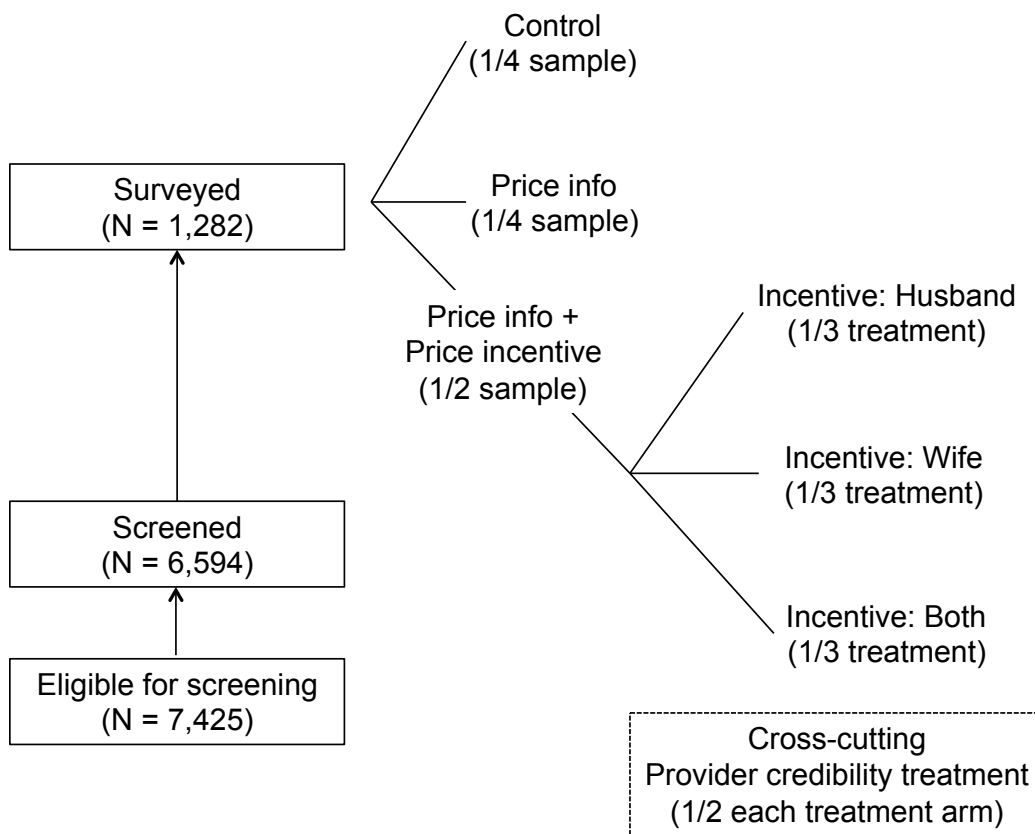 Control
(1/4 sample)
Surveyed
(N = 1,282)
Price info
(1/4 sample)
Price info +
Price incentive
(1/2 sample)
Incentive: Husband
(1/3 treatment)
Incentive: Wife
(1/3 treatment)
Screened
(N = 6,594)
Incentive: Both
(1/3 treatment)
Eligible for screening
(N = 7,425)
Cross-cutting
Provider credibility treatment
(1/2 each treatment arm)